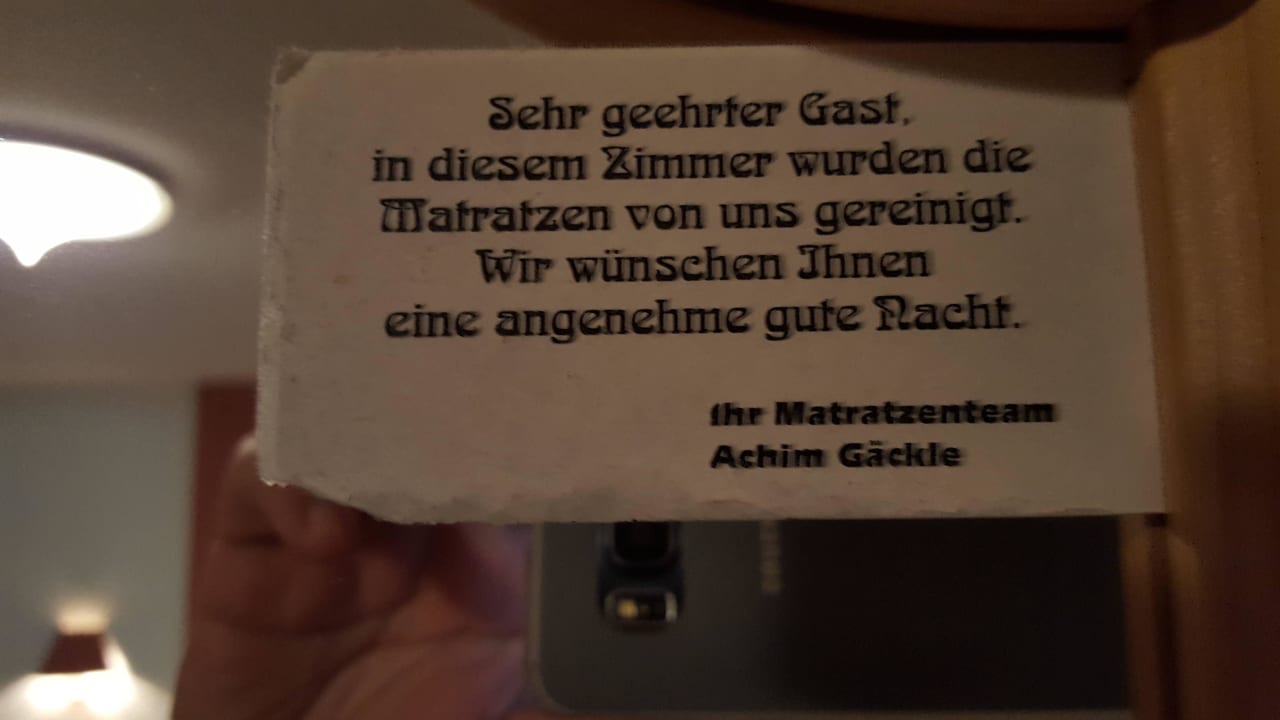 Sehr geehrter Gast,
in diesem Zimmer wurden die
Matratzen von uns gereinigt.
Wir wünschen Ihnen
eine angenehme gute Nacht.
Ihr Matratzenteam
Achim Gäckle